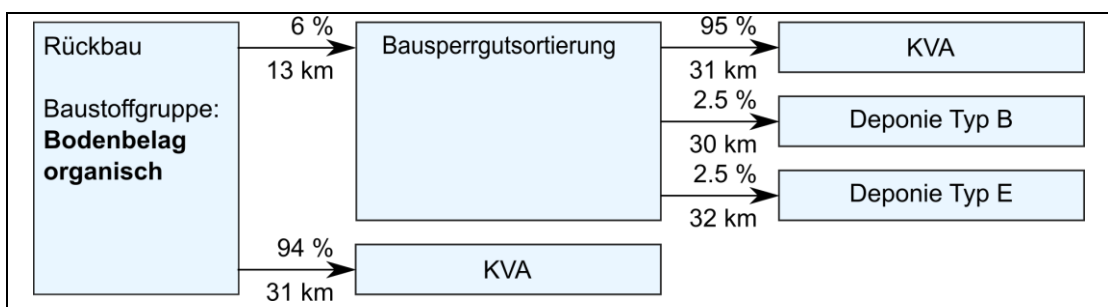 Rückbau
Baustoffgruppe:
Bodenbelag
organisch
6 %
13 km
Bausperrgutsortierung
95 %
31 km
KVA
2.5 %
30 km
Deponie Typ B
2.5 %
32 km
Deponie Typ E
94 %
31 km
KVA